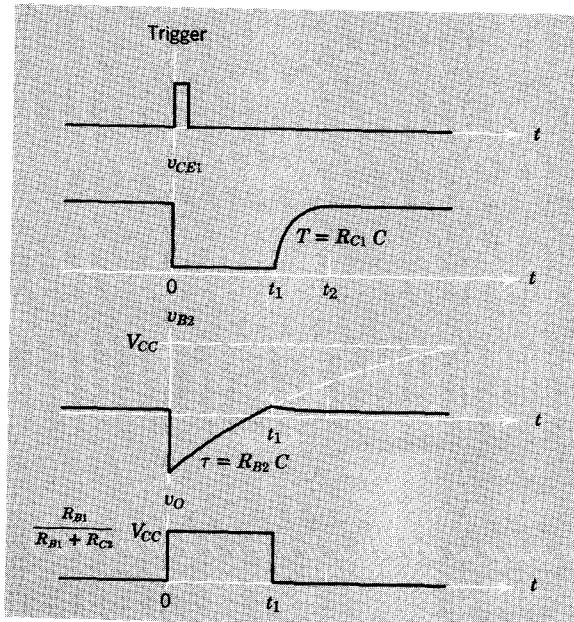 Trigger
t
v_CE1
T = R_C1 C
0 t_1 t_2 t
v_B2
V_CC
t_1 t
τ = R_B2 C
v_O
R_B1 / (R_B1 + R_C2) V_CC
0 t_1 t